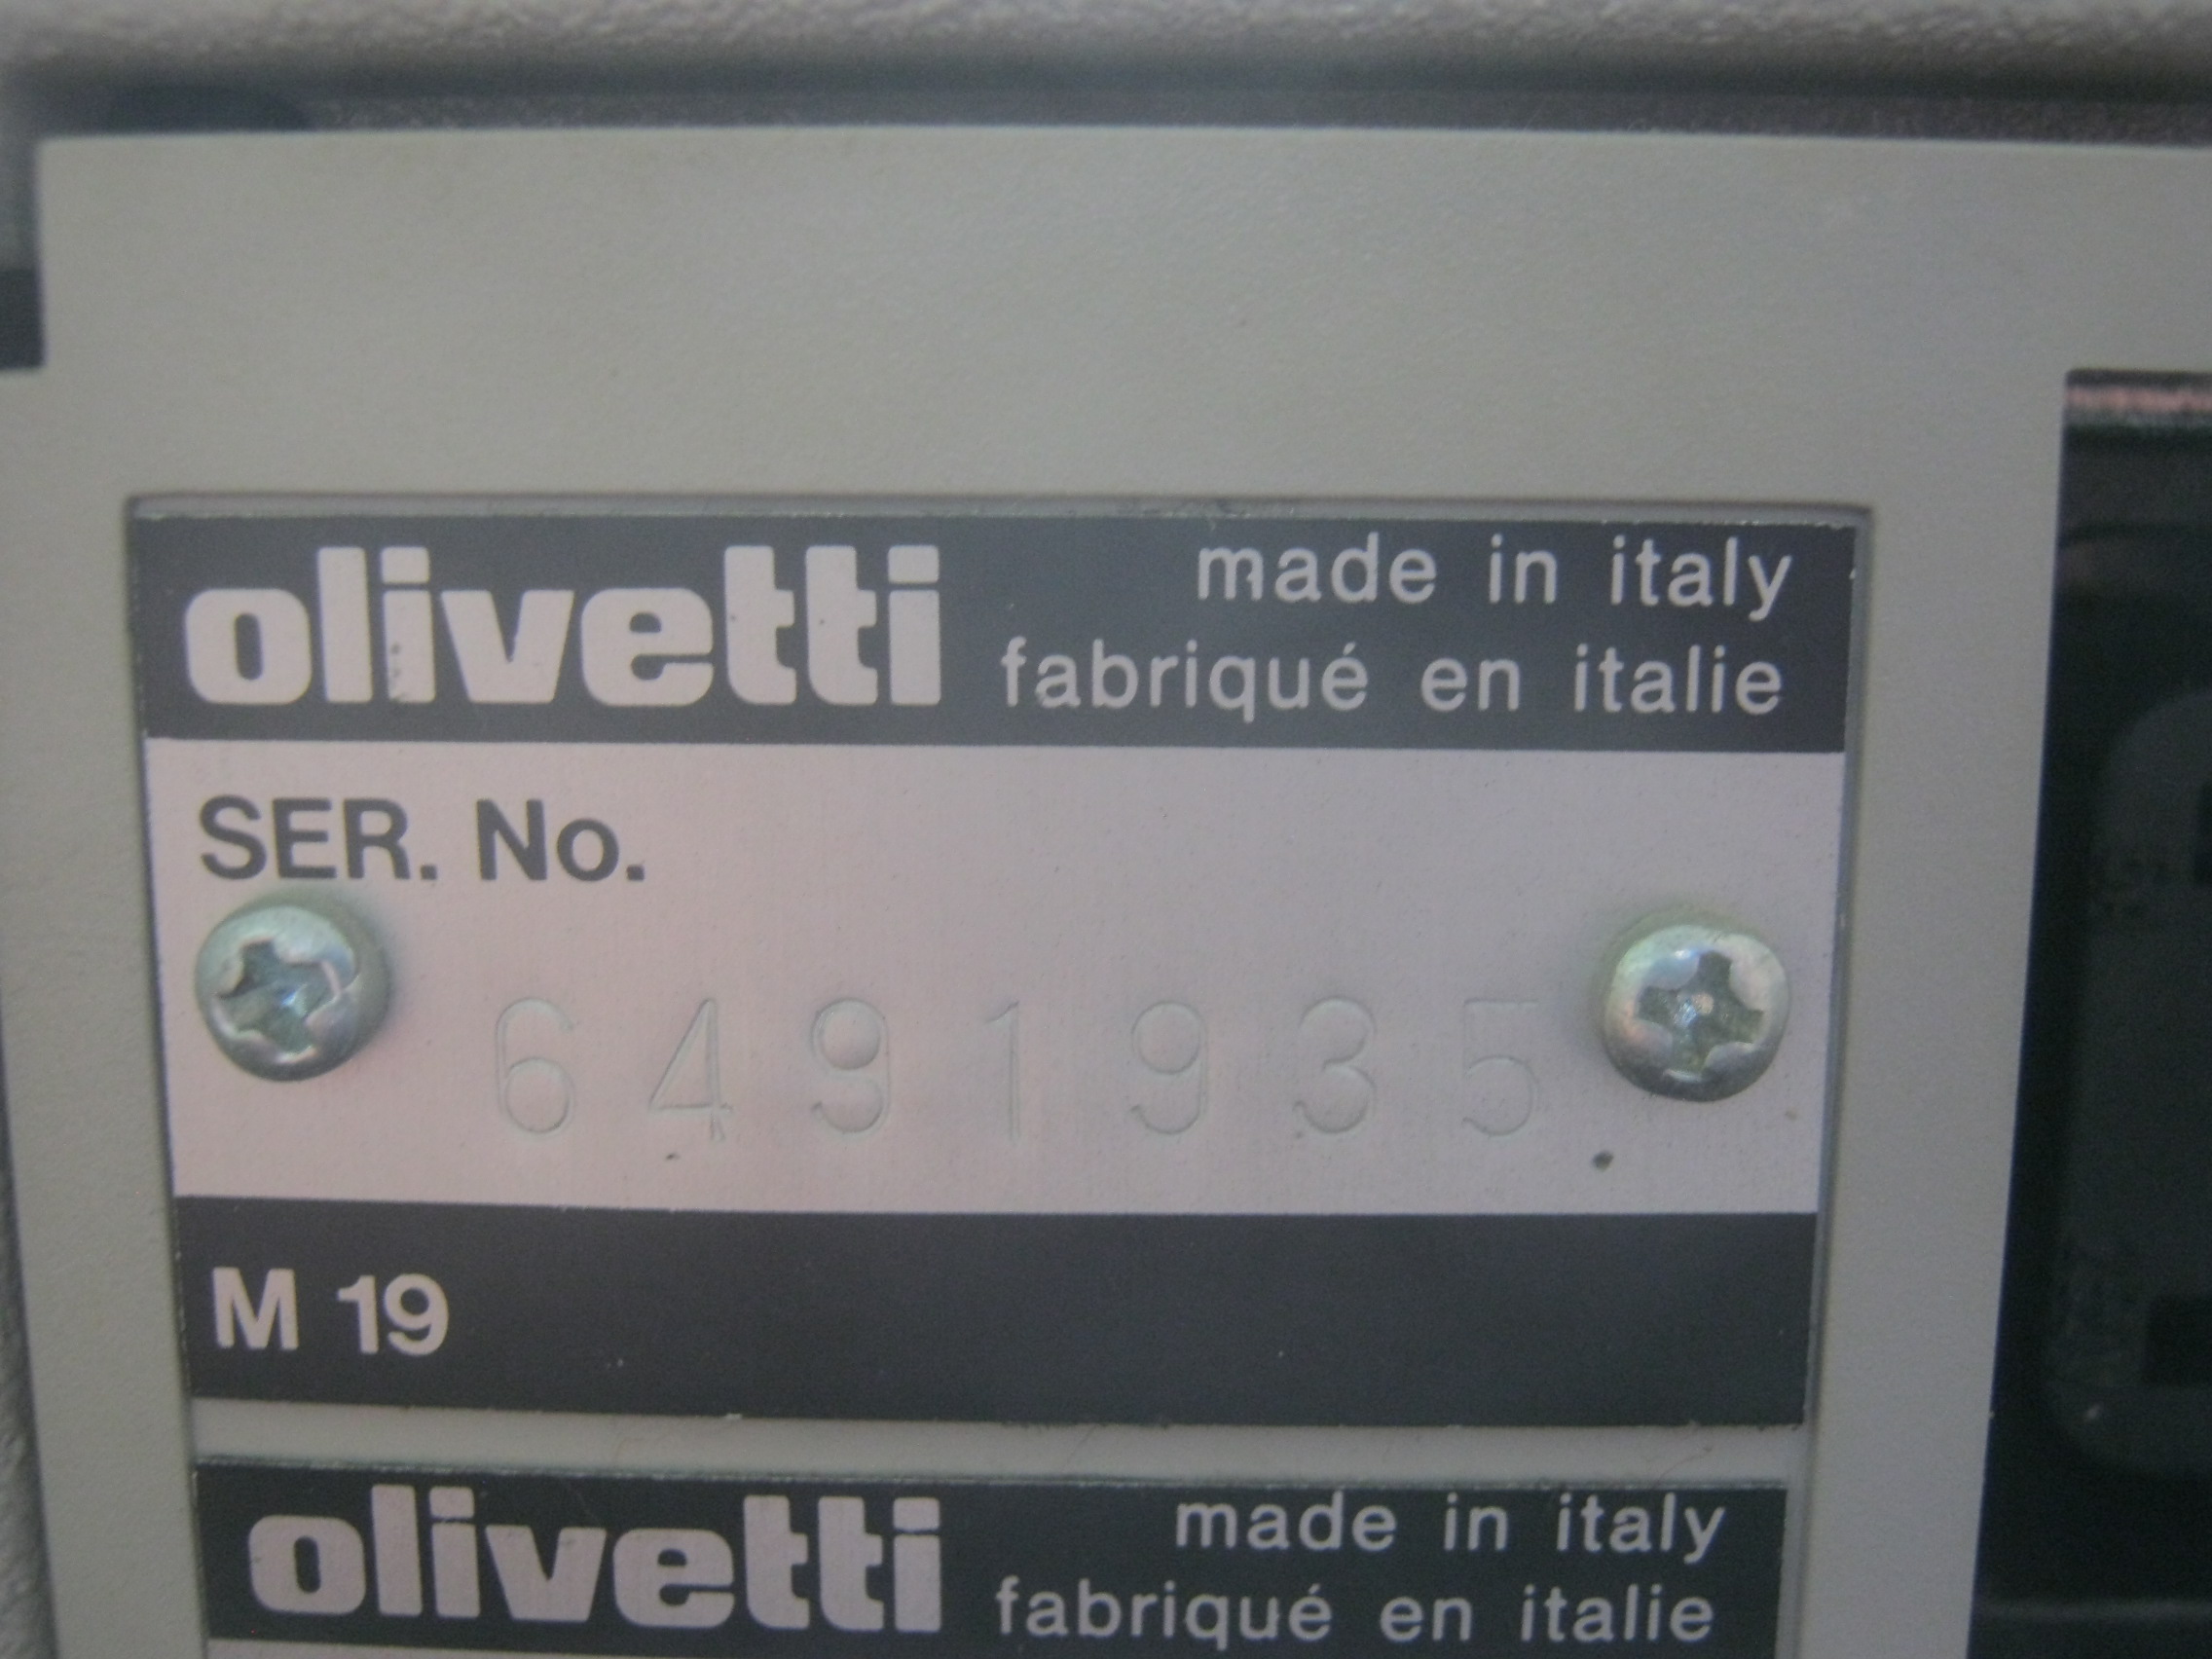 olivetti made in italy
fabriqué en italie
SER. No.
6491935
M 19
olivetti made in italy
fabriqué en italie